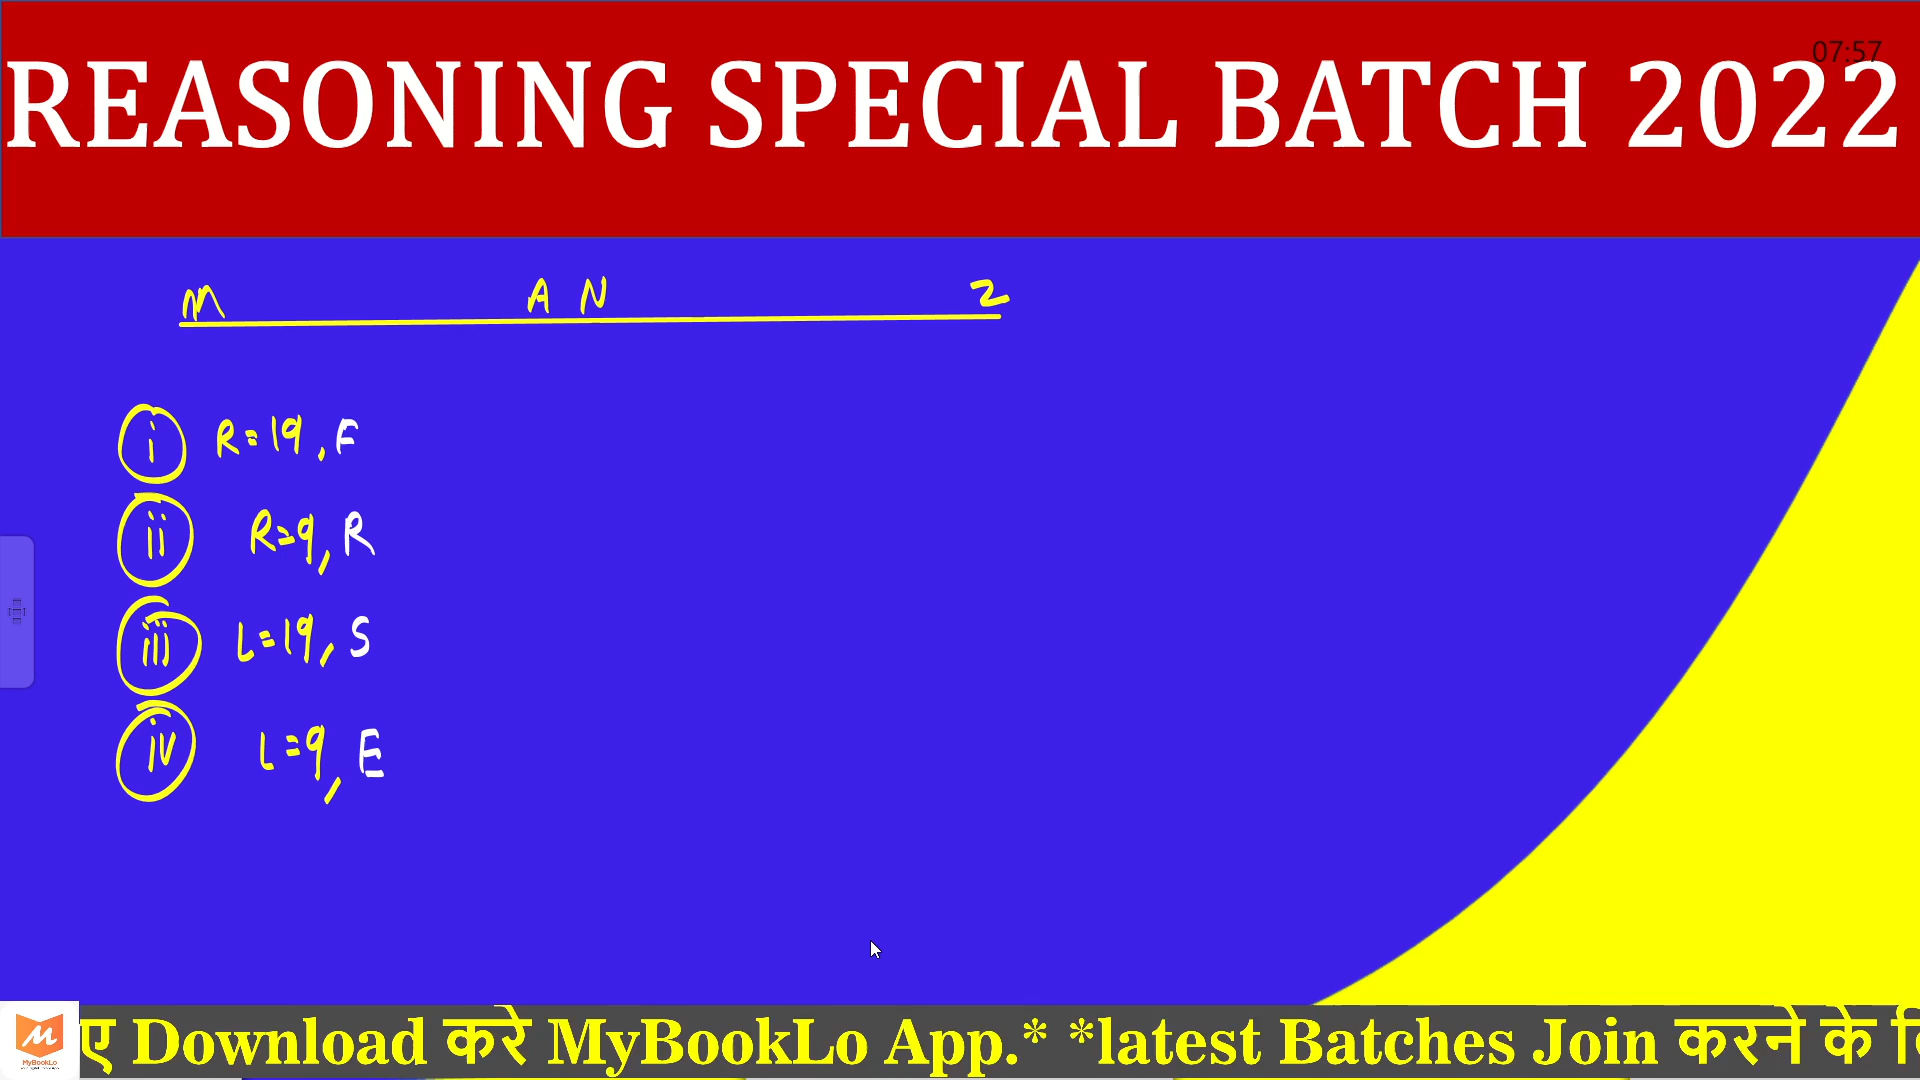 07:57
REASONING SPECIAL BATCH 2022
M A N Z
i R=19, F
ii R=9, R
iii L=19, S
iv L=9, E
ए Download करे MyBookLo App.* *latest Batches Join करने के
MyBookLo